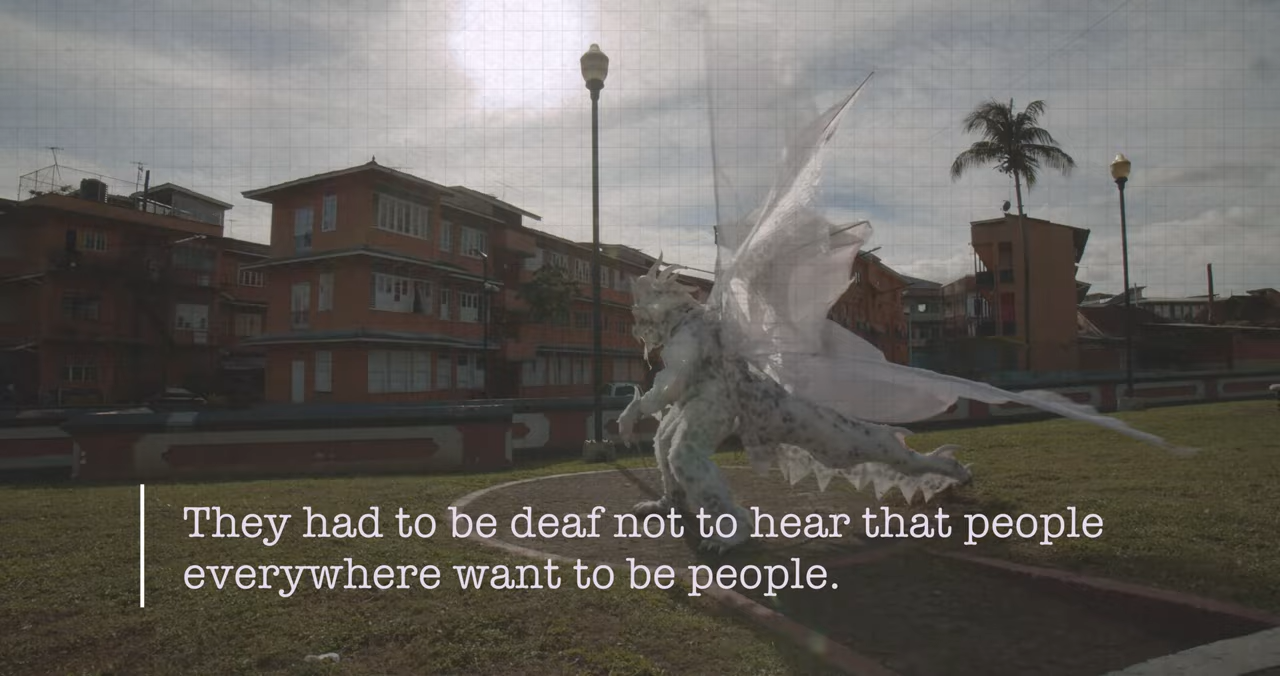 They had to be deaf not to hear that people
everywhere want to be people.